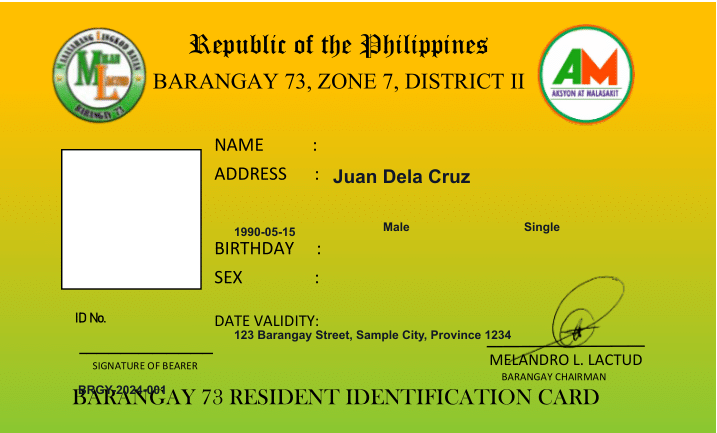 Republic of the Philippines
BARANGAY 73, ZONE 7, DISTRICT II
MAGALING LINGKOD BAYAN
MELAN
ML
LACTUD
BARANGAY 73
AM
AKSYON AT MALASAKIT
NAME :
ADDRESS : Juan Dela Cruz
1990-05-15 Male Single
BIRTHDAY :
SEX :
ID No.
DATE VALIDITY:
123 Barangay Street, Sample City, Province 1234
SIGNATURE OF BEARER
MELANDRO L. LACTUD
BARANGAY CHAIRMAN
BRGY-2024-001
BARANGAY 73 RESIDENT IDENTIFICATION CARD